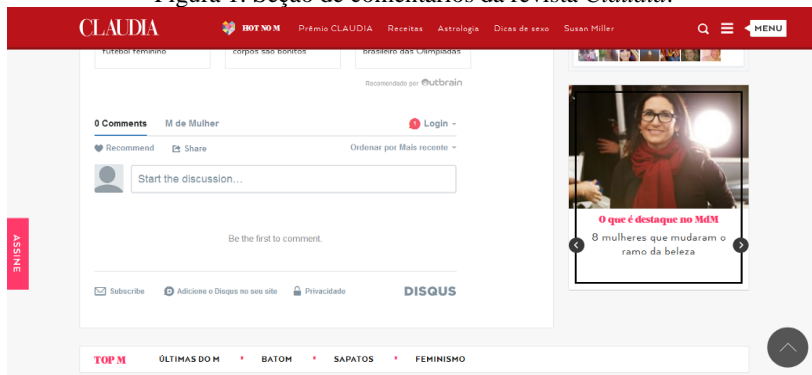 Figura 1: Seção de comentários da revista Claudia.
CLAUDIA HOT NO M Prêmio CLAUDIA Receitas Astrologia Dicas de sexo Susan Miller MENU
futebol feminino corpos são bonitos brasileiro das Olimpíadas
Recomendado por Outbrain
0 Comments M de Mulher 1 Login
Recommend Share Ordenar por Mais recente
Start the discussion...
Be the first to comment.
Subscribe Adicione o Disqus no seu site Privacidade DISQUS
ASSINE
O que é destaque no MdM
8 mulheres que mudaram o
ramo da beleza
TOP M ÚLTIMAS DO M BATOM SAPATOS FEMINISMO